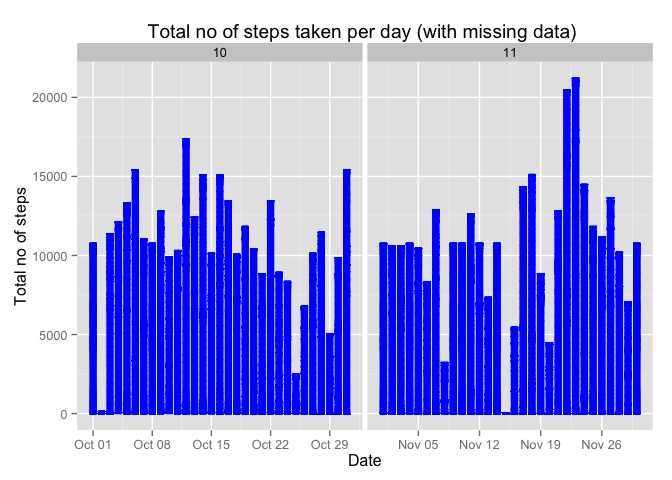 Total no of steps taken per day (with missing data)
10 11
20000
15000
10000
5000
0
Total no of steps
Oct 01 Oct 08 Oct 15 Oct 22 Oct 29 Nov 05 Nov 12 Nov 19 Nov 26
Date